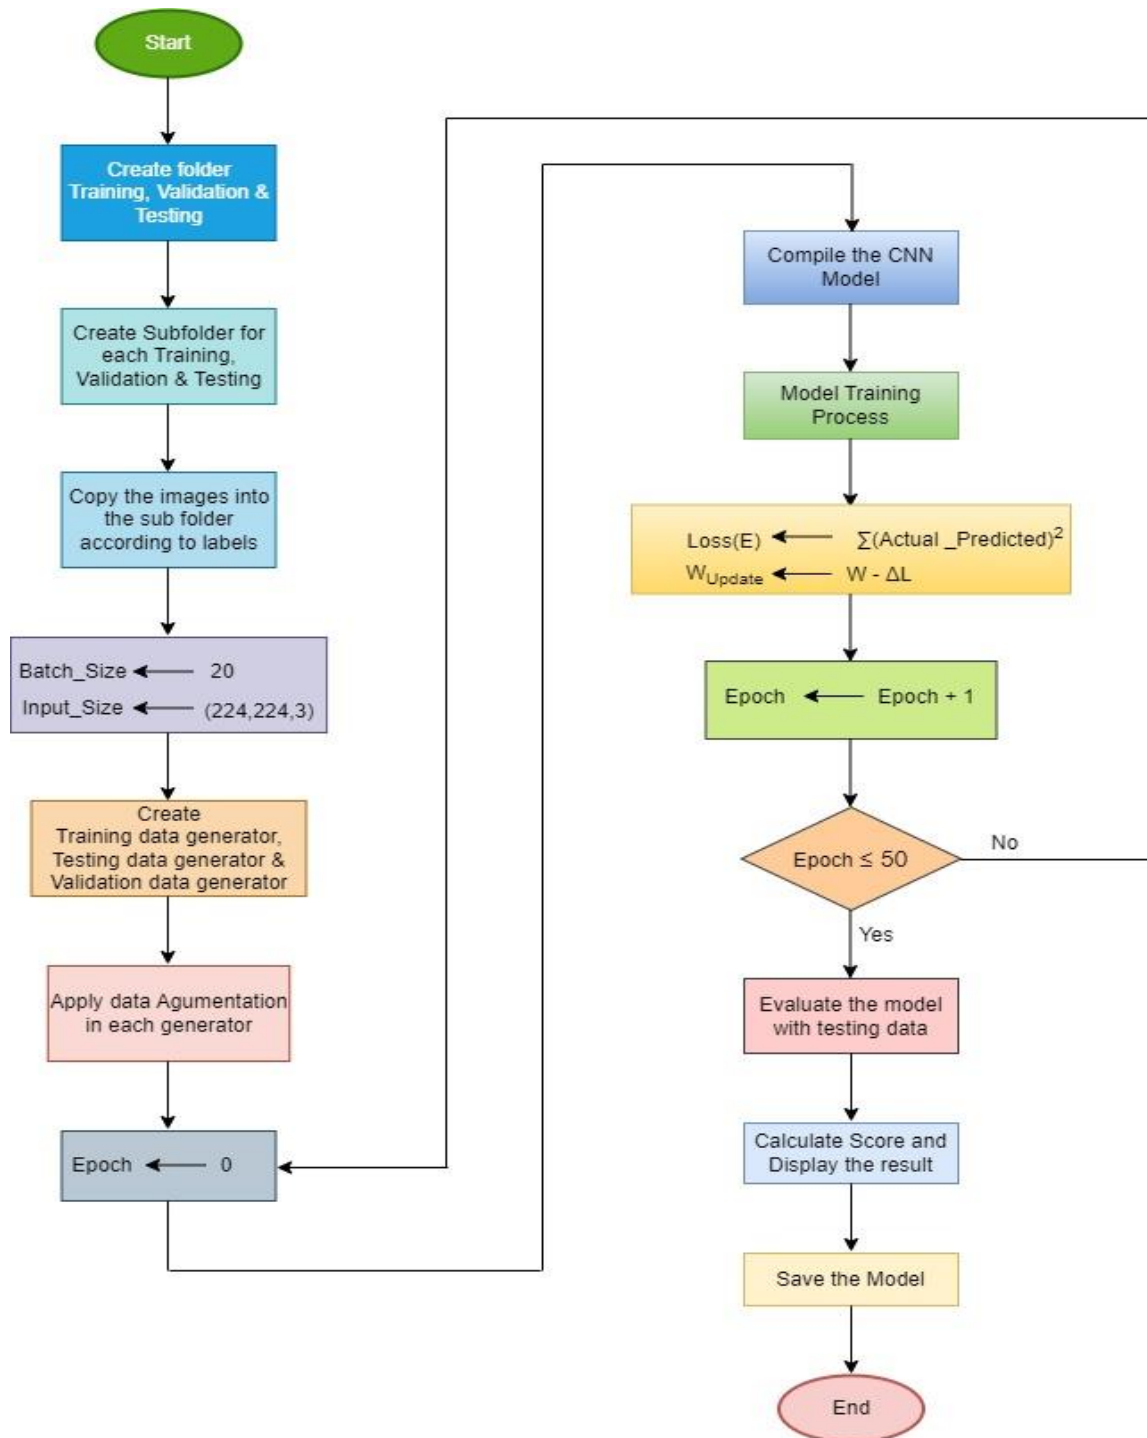 Start
Create folder
Training, Validation &
Testing
Create Subfolder for
each Training,
Validation & Testing
Copy the images into
the sub folder
according to labels
Batch_Size ← 20
Input_Size ← (224,224,3)
Create
Training data generator,
Testing data generator &
Validation data generator
Apply data Agumentation
in each generator
Epoch ← 0
Compile the CNN
Model
Model Training
Process
Loss(E) ← ∑(Actual _Predicted)²
W_Update ← W - ΔL
Epoch ← Epoch + 1
Epoch ≤ 50
No
Yes
Evaluate the model
with testing data
Calculate Score and
Display the result
Save the Model
End